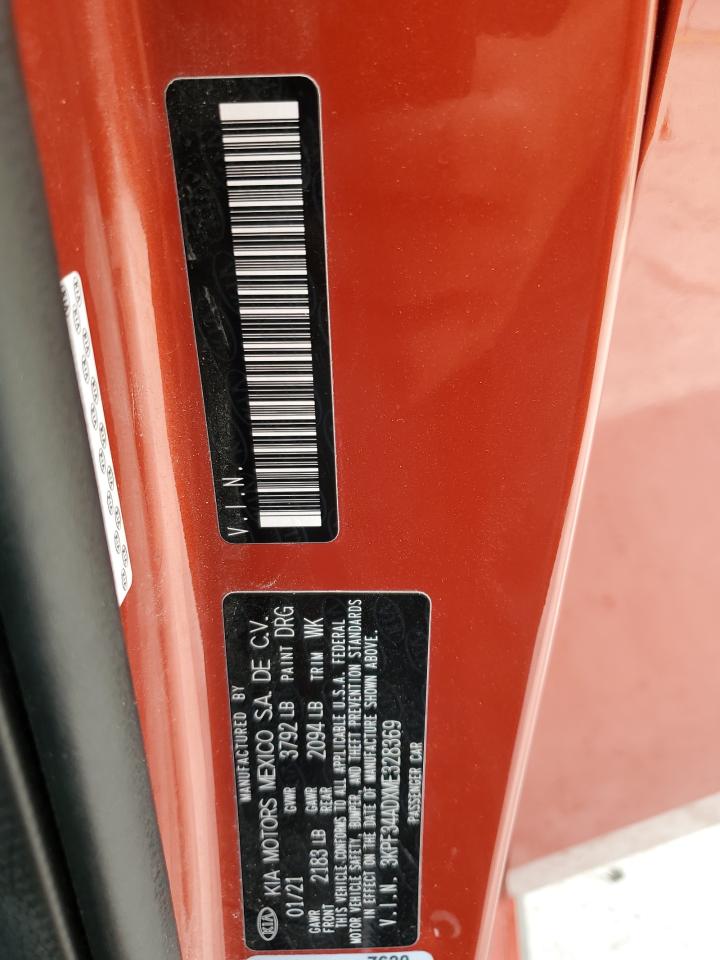 V.I.N.
MANUFACTURED BY
KIA KIA MOTORS MEXICO S.A. DE C.V.
01/21 GVWR 3792 LB PAINT DRG
GAWR FRONT 2183 LB GAWR REAR 2094 LB TRIM WK
THIS VEHICLE CONFORMS TO ALL APPLICABLE U.S.A. FEDERAL
MOTOR VEHICLE SAFETY, BUMPER, AND THEFT PREVENTION STANDARDS
IN EFFECT ON THE DATE OF MANUFACTURE SHOWN ABOVE.
V.I.N. 3KPF34ADXME328369
PASSENGER CAR